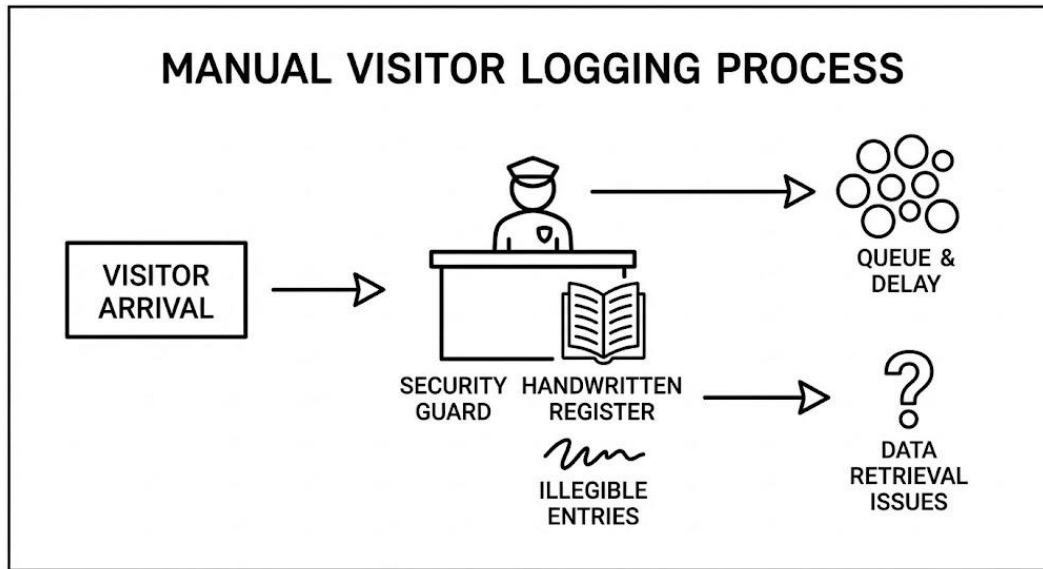 MANUAL VISITOR LOGGING PROCESS
VISITOR
ARRIVAL
SECURITY
GUARD
HANDWRITTEN
REGISTER
ILLEGIBLE
ENTRIES
QUEUE &
DELAY
DATA
RETRIEVAL
ISSUES